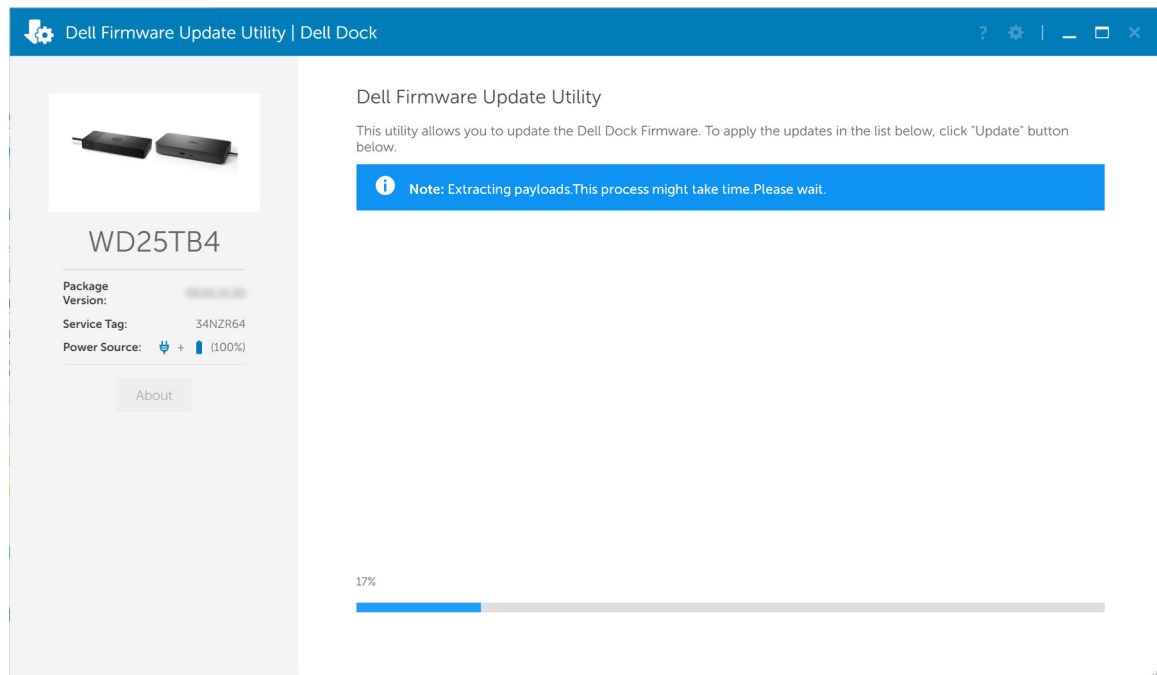 Dell Firmware Update Utility | Dell Dock
?
Dell Firmware Update Utility
This utility allows you to update the Dell Dock Firmware. To apply the updates in the list below, click "Update" button
below.
Note: Extracting payloads.This process might take time.Please wait.
WD25TB4
Package
Version:
Service Tag: 34NZR64
Power Source: + (100%)
About
17%